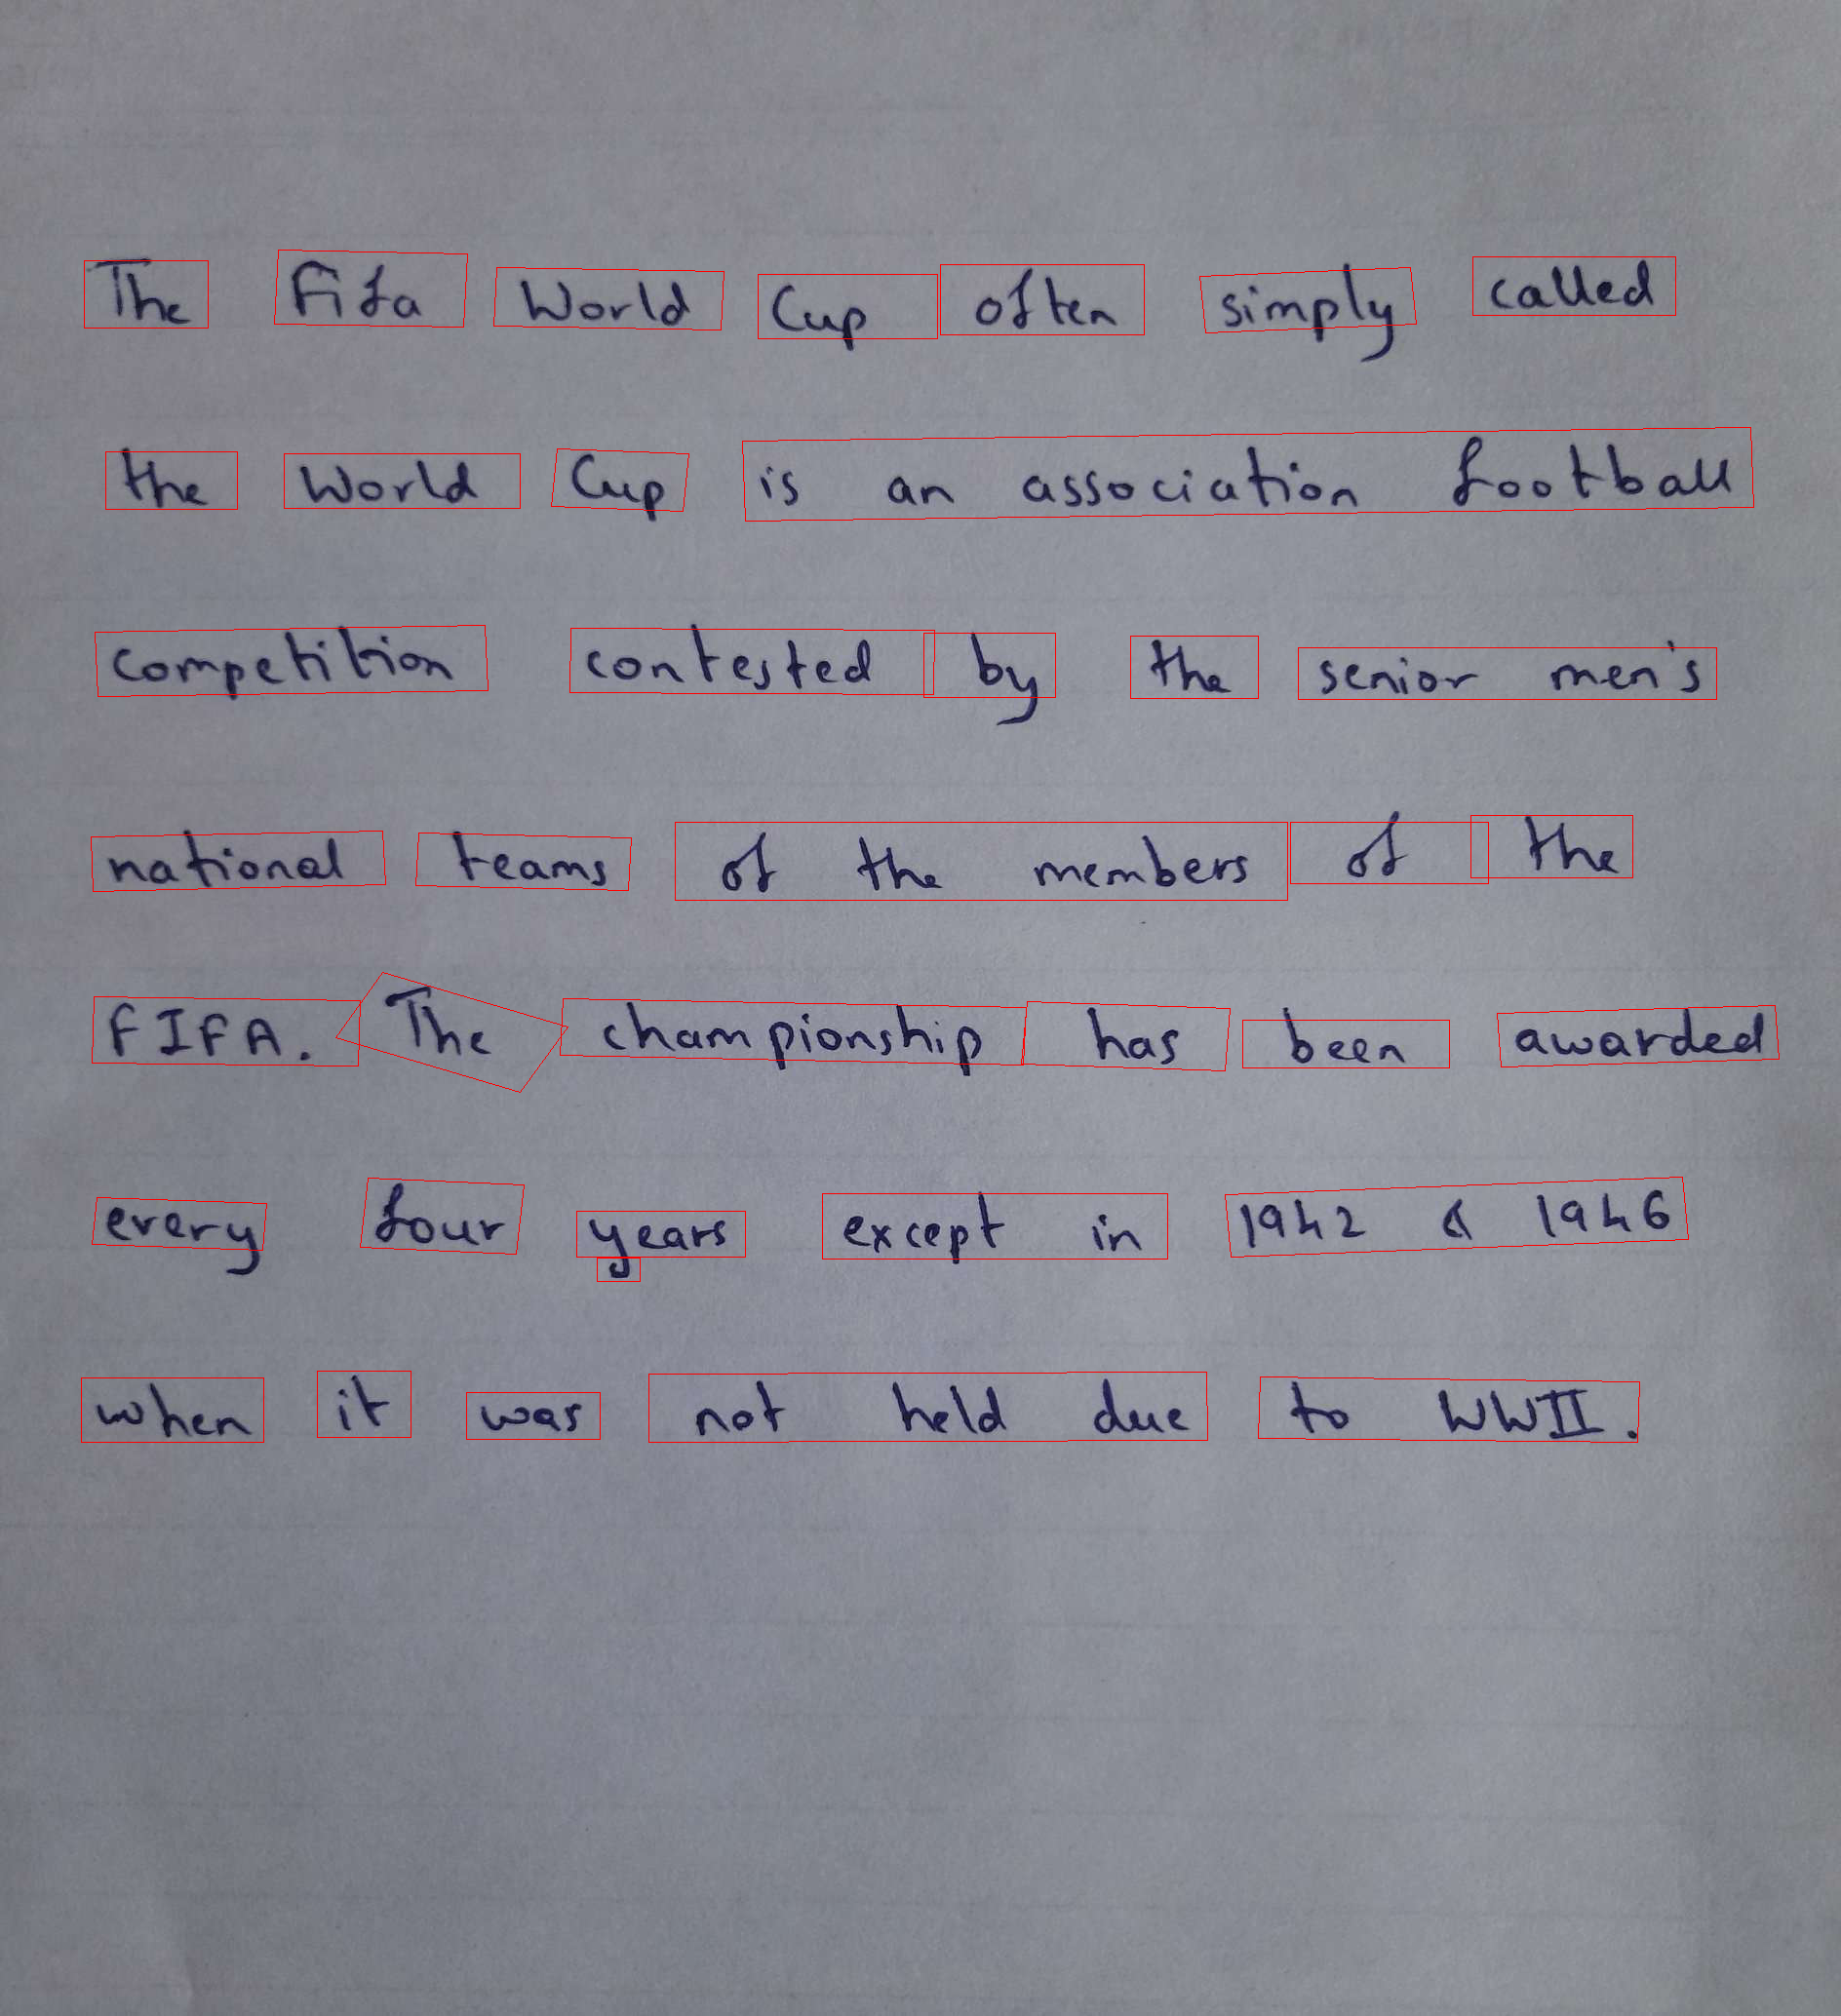 The Fifa World Cup often simply called
the World Cup is an association football
competition contested by the senior men's
national teams of the members of the
FIFA. The championship has been awarded
every four years except in 1942 & 1946
when it was not held due to WWII.